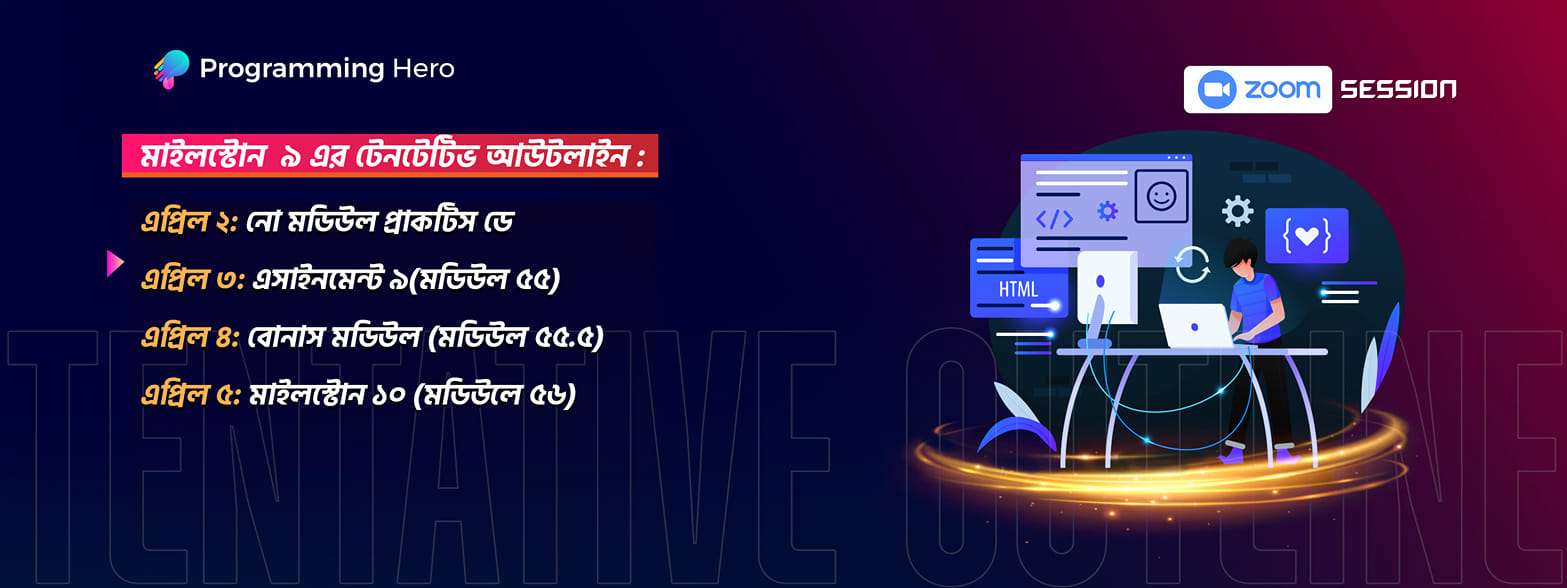 Programming Hero
zoom SESSION
মাইলস্টোন ৯ এর টেনটেটিভ আউটলাইন :
এপ্রিল ২: নো মডিউল প্রাকটিস ডে
এপ্রিল ৩: এসাইনমেন্ট ৯(মডিউল ৫৫)
এপ্রিল ৪: বোনাস মডিউল (মডিউল ৫৫.৫)
এপ্রিল ৫: মাইলস্টোন ১০ (মডিউলে ৫৬)
</> 
HTML
TENTATIVE OUTLINE